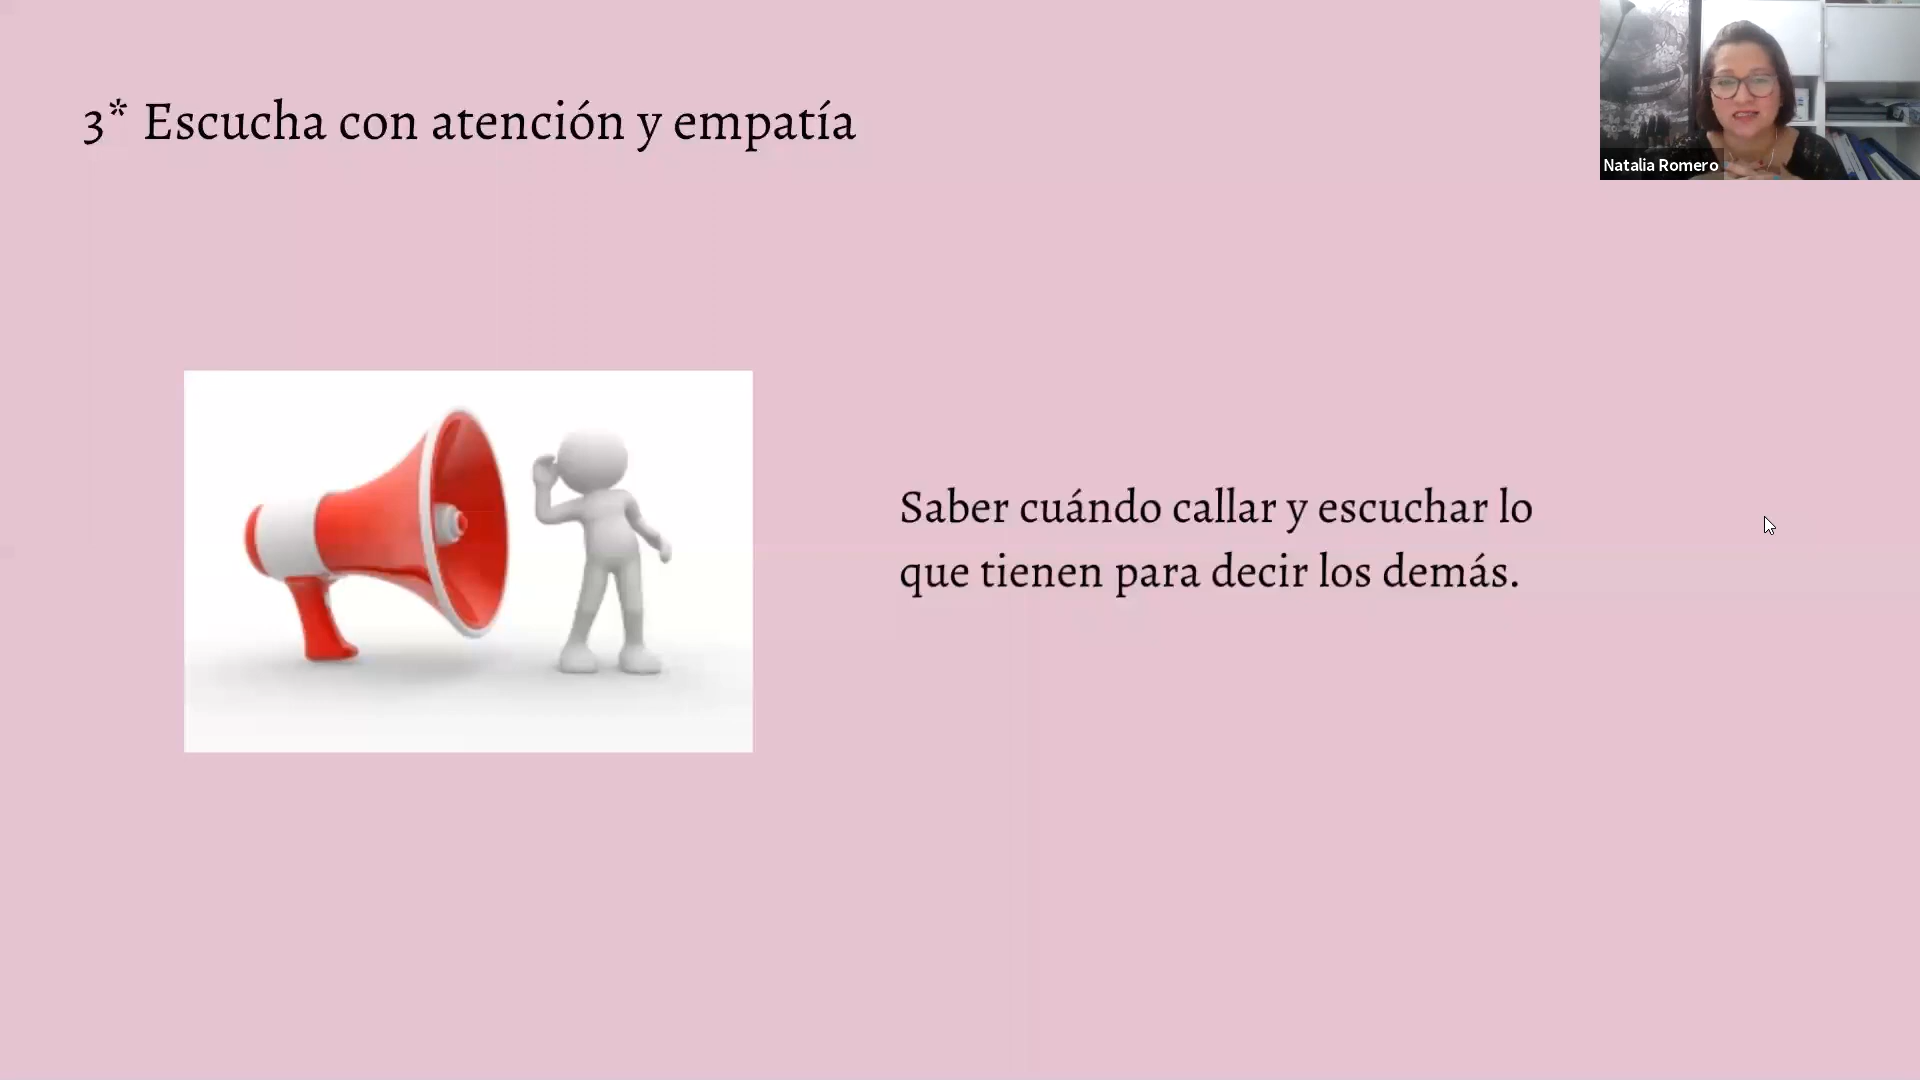 3* Escucha con atención y empatía
Natalia Romero
Saber cuándo callar y escuchar lo
que tienen para decir los demás.